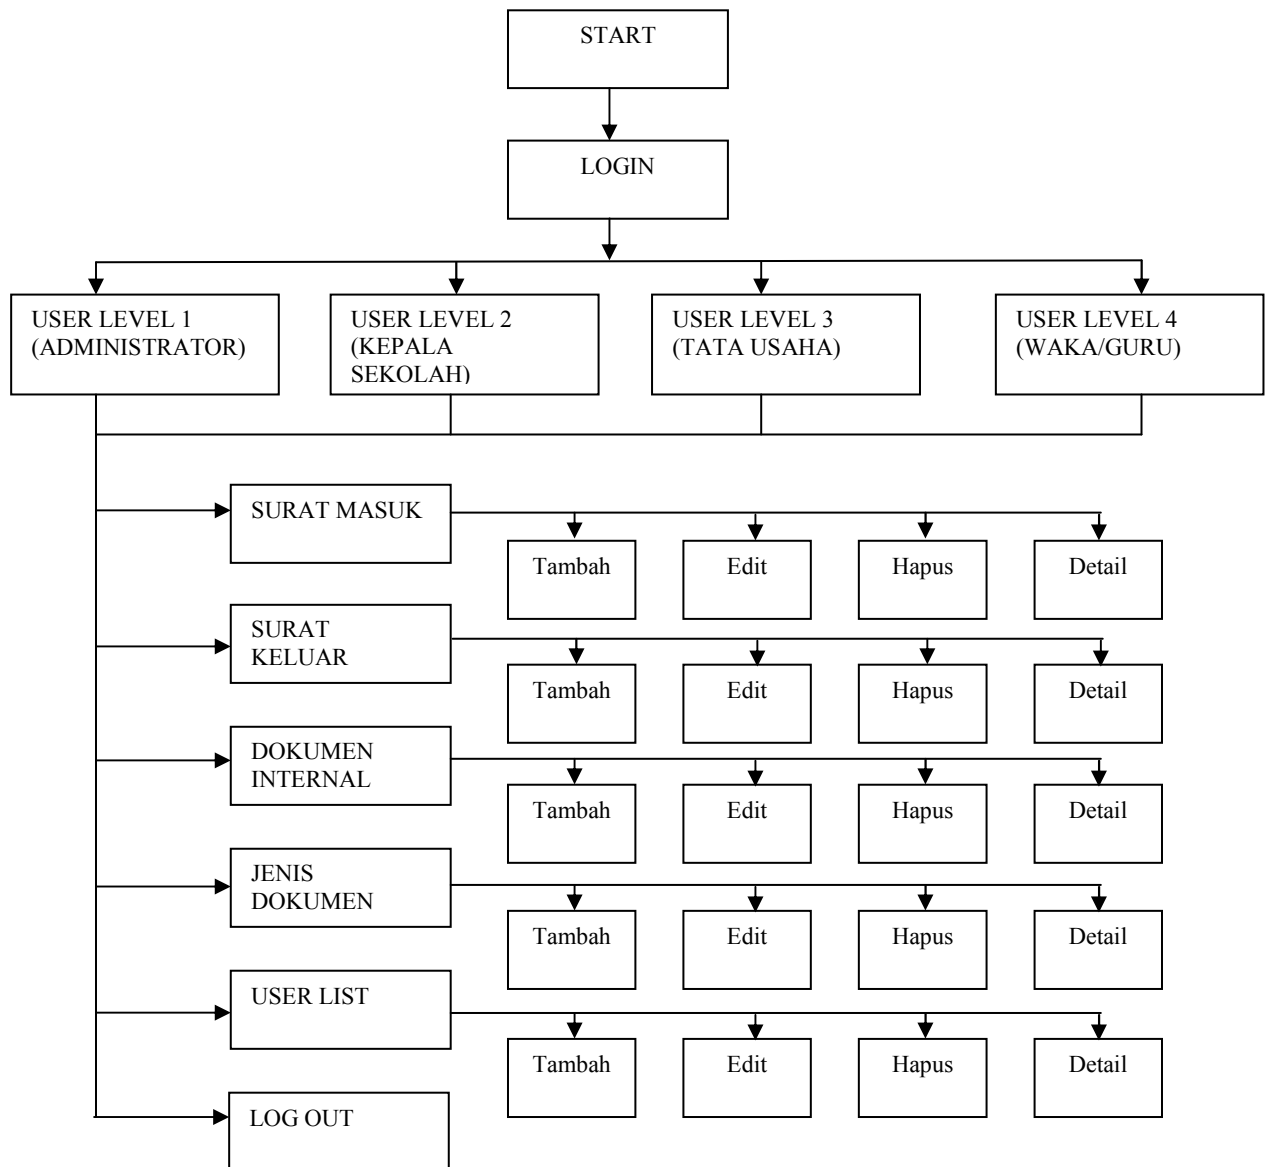 START
LOGIN
USER LEVEL 1
(ADMINISTRATOR)
USER LEVEL 2
(KEPALA
SEKOLAH)
USER LEVEL 3
(TATA USAHA)
USER LEVEL 4
(WAKA/GURU)
SURAT MASUK
Tambah
Edit
Hapus
Detail
SURAT
KELUAR
Tambah
Edit
Hapus
Detail
DOKUMEN
INTERNAL
Tambah
Edit
Hapus
Detail
JENIS
DOKUMEN
Tambah
Edit
Hapus
Detail
USER LIST
Tambah
Edit
Hapus
Detail
LOG OUT